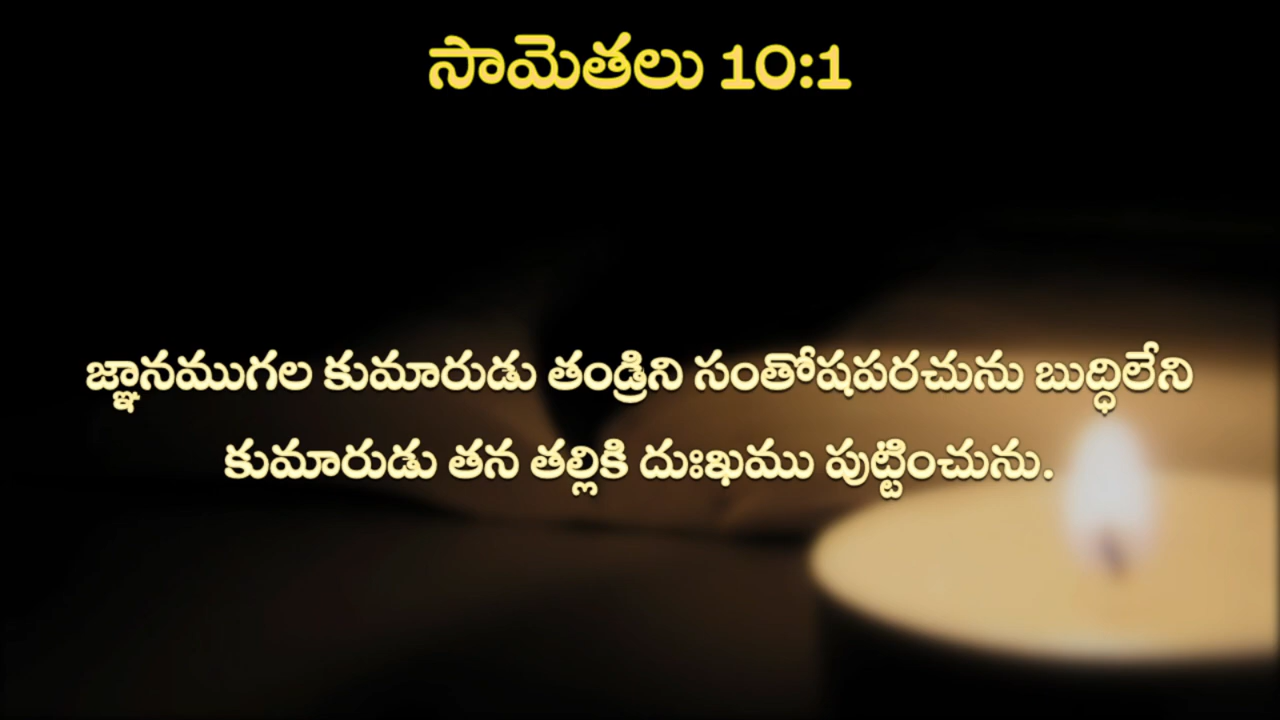 సామెతలు 10:1
జ్ఞానముగల కుమారుడు తండ్రిని సంతోషపరచును బుద్ధిలేని
కుమారుడు తన తల్లికి దుఃఖము పుట్టించును.